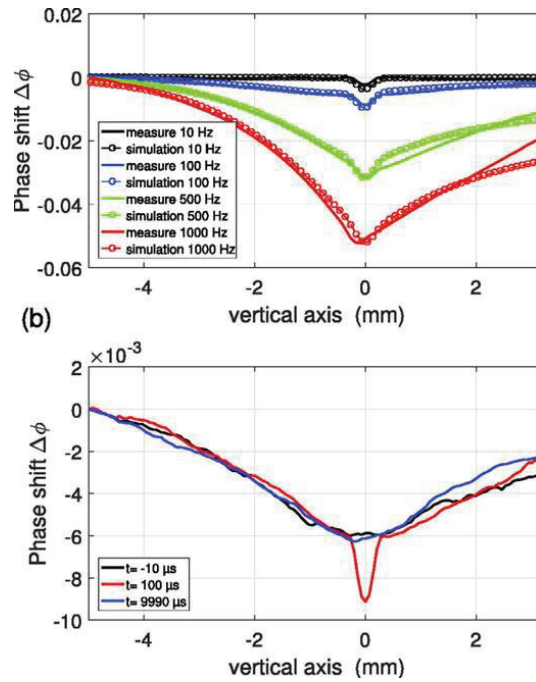 0.02
0
-0.02
-0.04
-0.06
Phase shift Δϕ
measure 10 Hz
simulation 10 Hz
measure 100 Hz
simulation 100 Hz
measure 500 Hz
simulation 500 Hz
measure 1000 Hz
simulation 1000 Hz
-4 -2 0 2
vertical axis (mm)
(b)
×10⁻³
2
0
-2
-4
-6
-8
-10
Phase shift Δϕ
t= -10 µs
t= 100 µs
t= 9990 µs
-4 -2 0 2
vertical axis (mm)